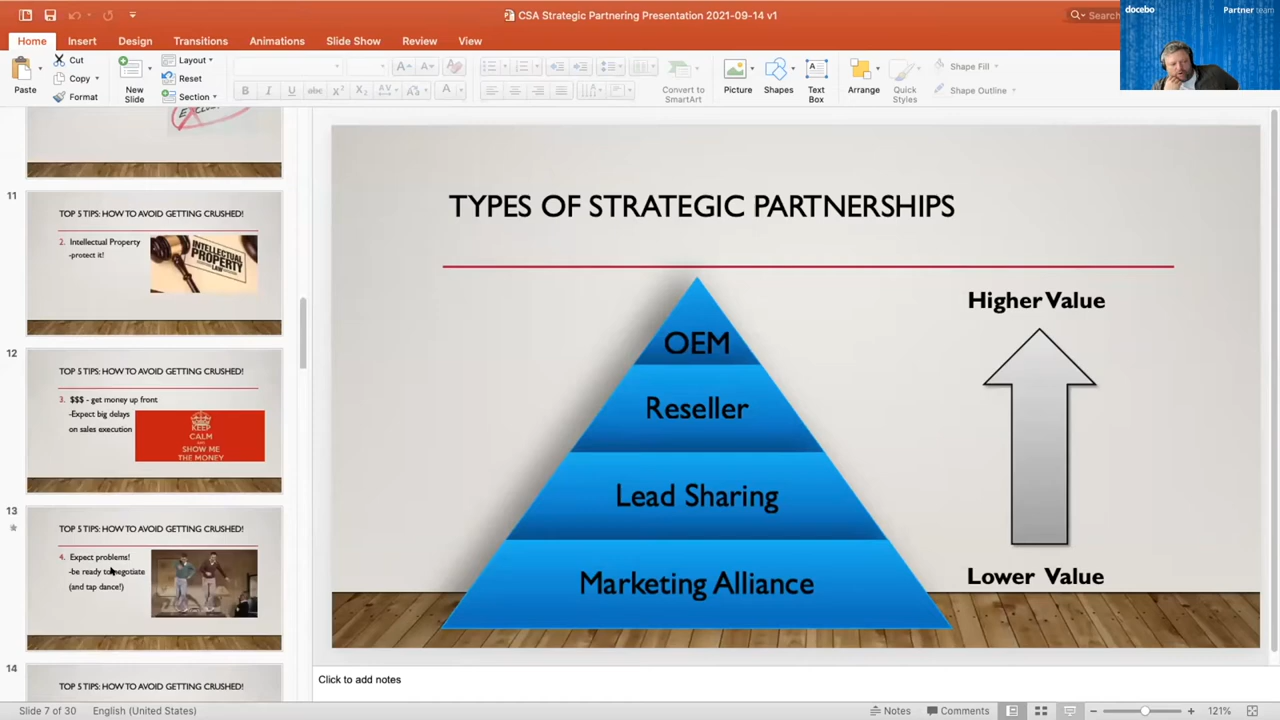 CSA Strategic Partnering Presentation 2021-09-14 v1
Search
docebo
Partner team
Home
Insert
Design
Transitions
Animations
Slide Show
Review
View
Paste
Cut
Copy
Format
New
Slide
Layout
Reset
Section
B
I
U
abc
X²
X₂
AV
Aa
A
Convert to
SmartArt
Picture
Shapes
Text
Box
Arrange
Quick
Styles
Shape Fill
Shape Outline
11
TOP 5 TIPS: HOW TO AVOID GETTING CRUSHED!
2. Intellectual Property
-protect it!
INTELLECTUAL
PROPERTY
LAW
12
TOP 5 TIPS: HOW TO AVOID GETTING CRUSHED!
3. $$$ - get money up front
-Expect big delays
on sales execution
KEEP
CALM
AND
SHOW ME
THE MONEY
13
TOP 5 TIPS: HOW TO AVOID GETTING CRUSHED!
4. Expect problems!
-be ready to negotiate
(and tap dance!)
14
TOP 5 TIPS: HOW TO AVOID GETTING CRUSHED!
TYPES OF STRATEGIC PARTNERSHIPS
OEM
Reseller
Lead Sharing
Marketing Alliance
Higher Value
Lower Value
Click to add notes
Slide 7 of 30
English (United States)
Notes
Comments
121%